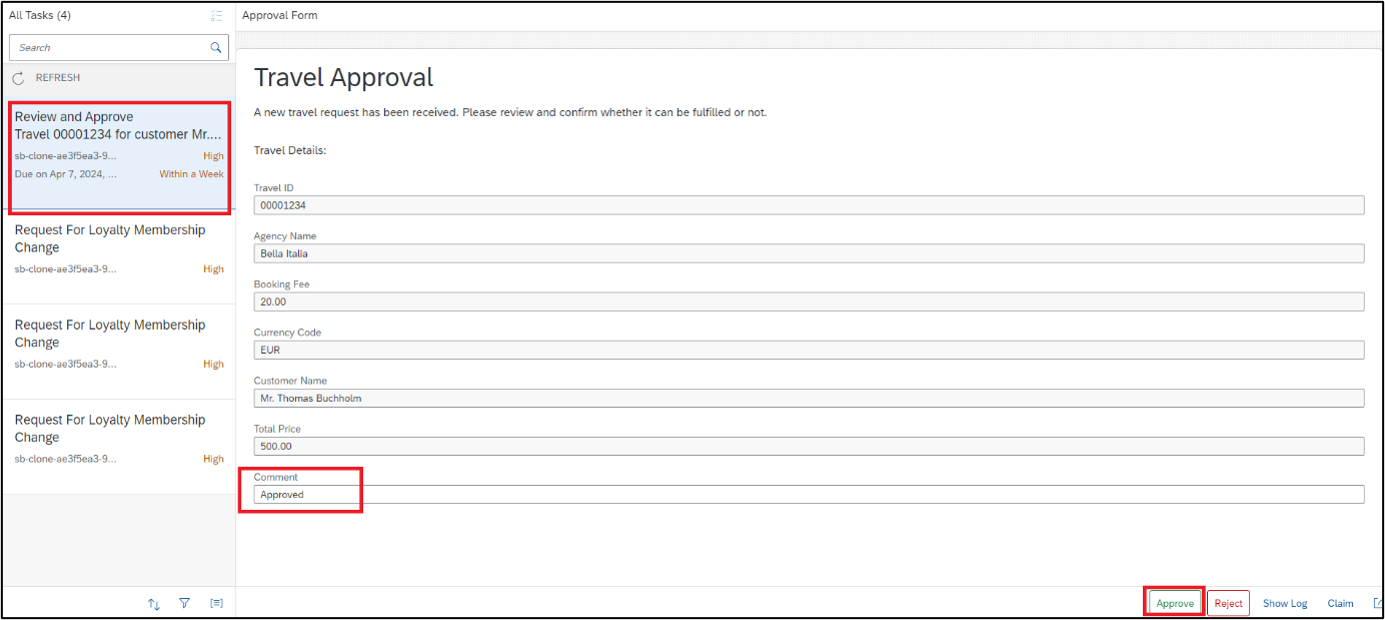 All Tasks (4)
Search
REFRESH
Review and Approve
Travel 00001234 for customer Mr....
sb-clone-ae3f5ea3-9...
High
Due on Apr 7, 2024, ...
Within a Week
Request For Loyalty Membership
Change
sb-clone-ae3f5ea3-9...
High
Request For Loyalty Membership
Change
sb-clone-ae3f5ea3-9...
High
Request For Loyalty Membership
Change
sb-clone-ae3f5ea3-9...
High
Approval Form
Travel Approval
A new travel request has been received. Please review and confirm whether it can be fulfilled or not.
Travel Details:
Travel ID
00001234
Agency Name
Bella Italia
Booking Fee
20.00
Currency Code
EUR
Customer Name
Mr. Thomas Buchholm
Total Price
500.00
Comment
Approved
Approve
Reject
Show Log
Claim